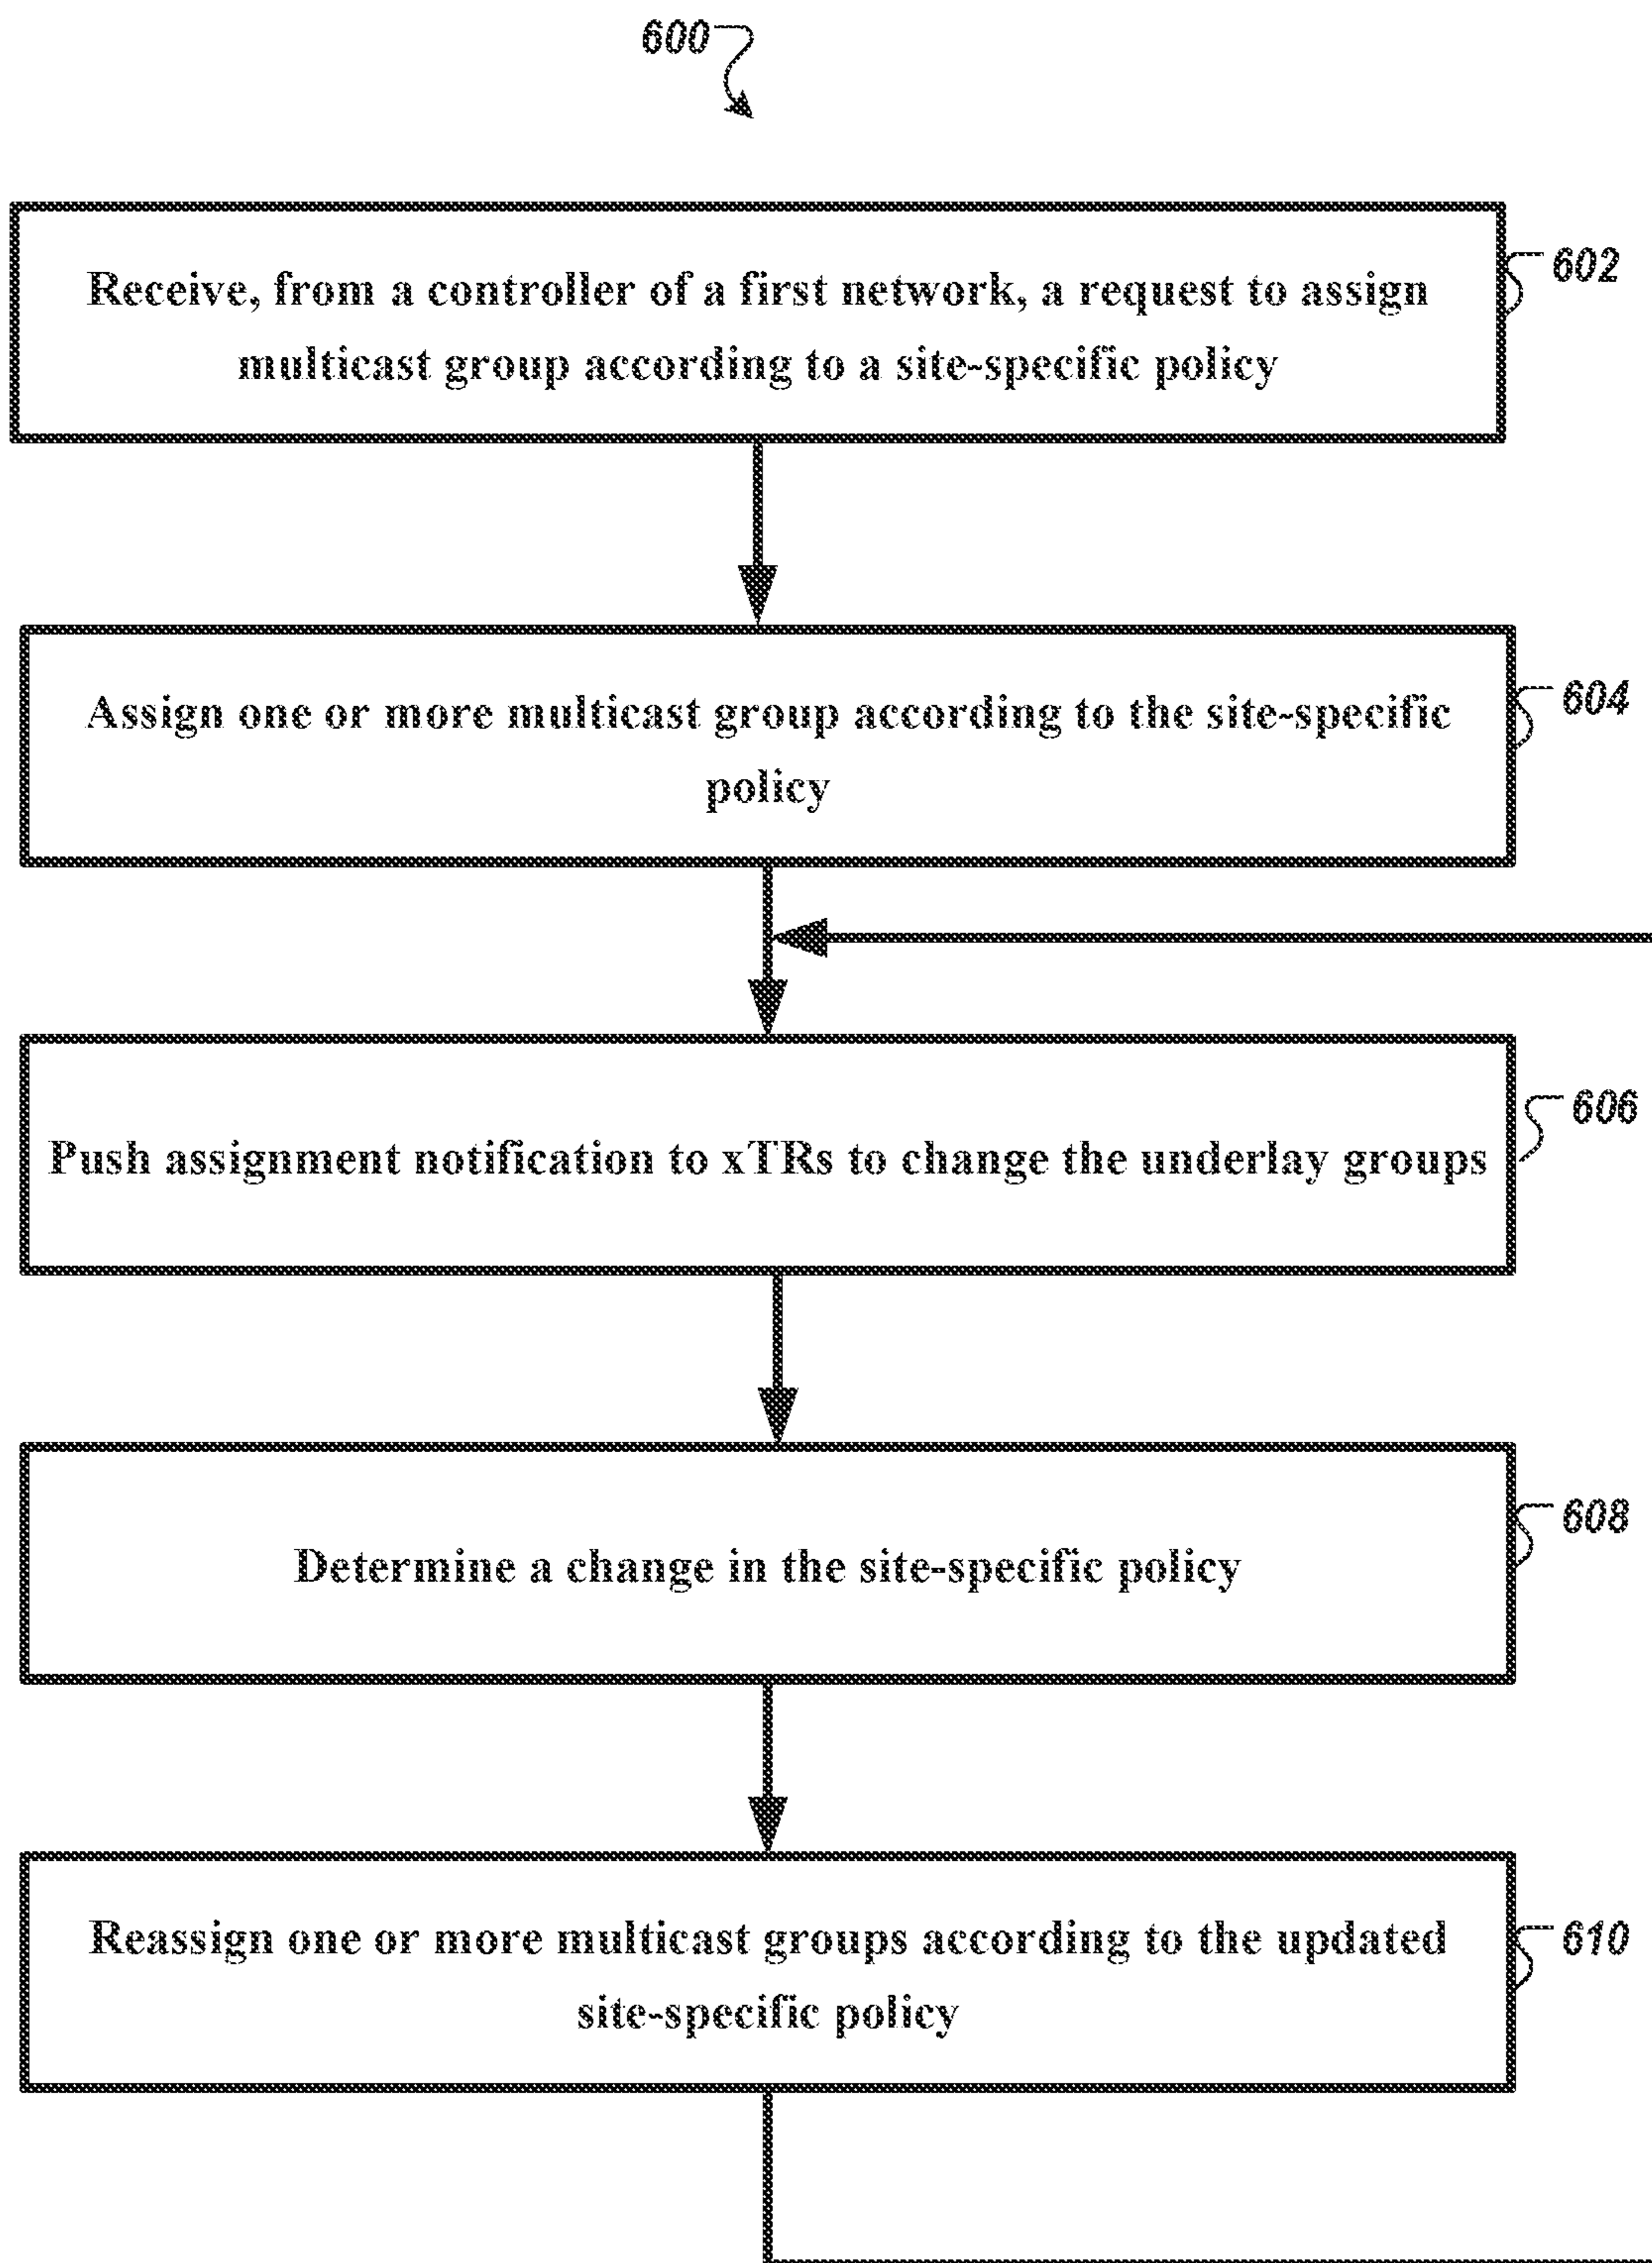 600
Receive, from a controller of a first network, a request to assign
multicast group according to a site-specific policy
602
Assign one or more multicast group according to the site-specific
policy
604
Push assignment notification to xTRs to change the underlay groups
606
Determine a change in the site-specific policy
608
Reassign one or more multicast groups according to the updated
site-specific policy
610